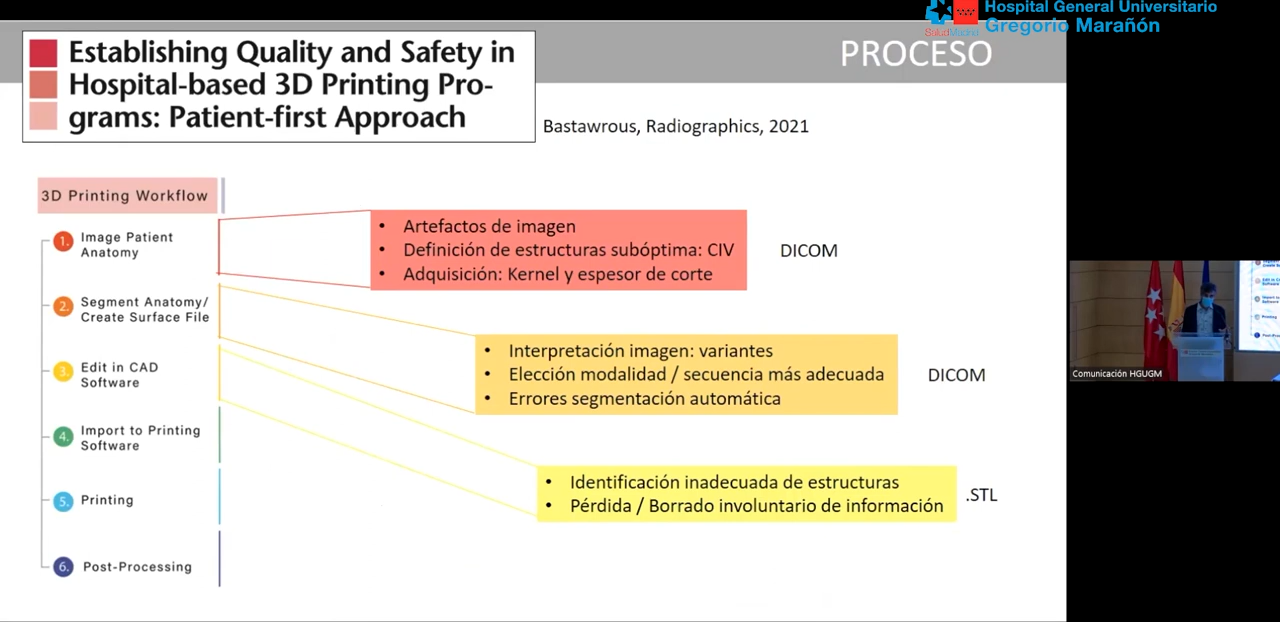 Hospital General Universitario
Gregorio Marañón
SaludMadrid
PROCESO
Establishing Quality and Safety in
Hospital-based 3D Printing Pro-
grams: Patient-first Approach
Bastawrous, Radiographics, 2021
3D Printing Workflow
1. Image Patient
Anatomy
• Artefactos de imagen
• Definición de estructuras subóptima: CIV
• Adquisición: Kernel y espesor de corte
DICOM
2. Segment Anatomy/
Create Surface File
• Interpretación imagen: variantes
• Elección modalidad / secuencia más adecuada
• Errores segmentación automática
DICOM
3. Edit in CAD
Software
4. Import to Printing
Software
• Identificación inadecuada de estructuras
• Pérdida / Borrado involuntario de información
.STL
5. Printing
6. Post-Processing
Comunicación HGUGM